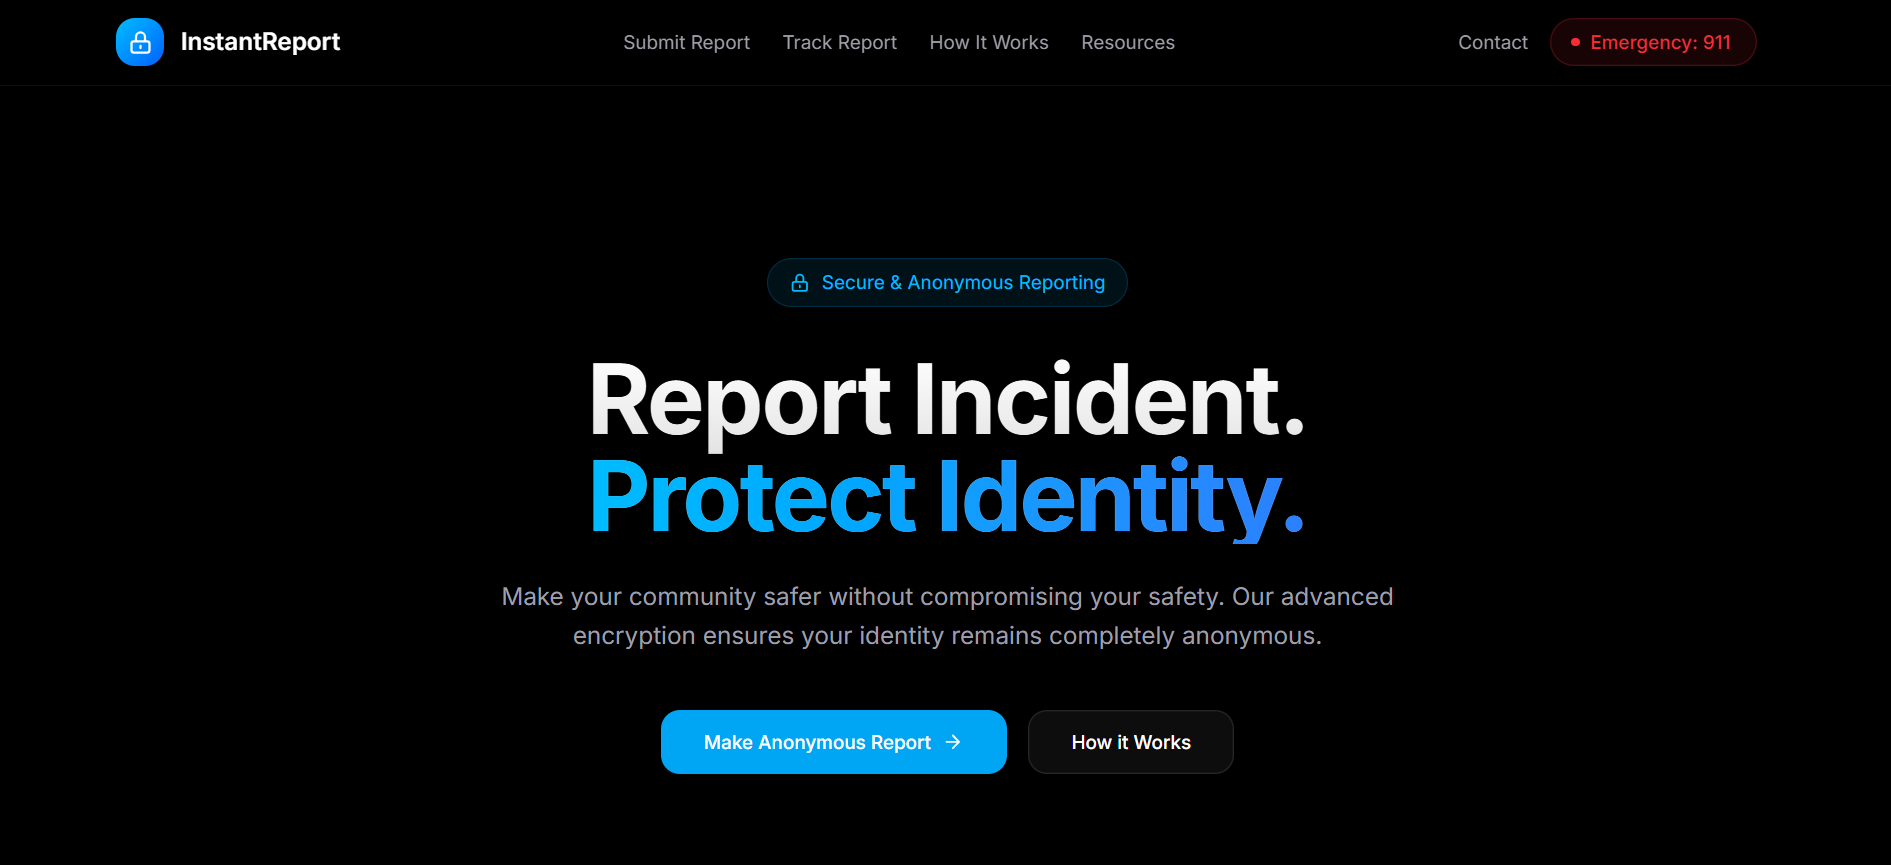 InstantReport
Submit Report
Track Report
How It Works
Resources
Contact
Emergency: 911
Secure & Anonymous Reporting
Report Incident.
Protect Identity.
Make your community safer without compromising your safety. Our advanced
encryption ensures your identity remains completely anonymous.
Make Anonymous Report
How it Works